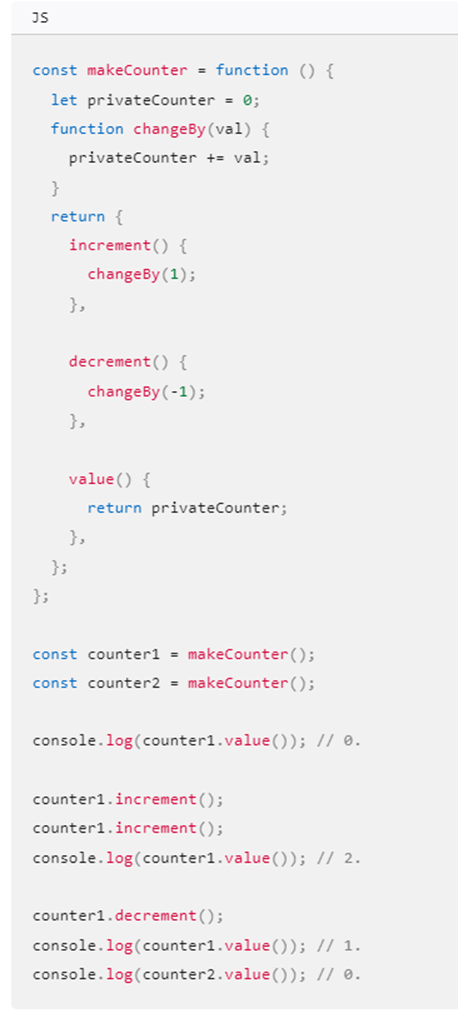 JS
const makeCounter = function () {
  let privateCounter = 0;
  function changeBy(val) {
    privateCounter += val;
  }
  return {
    increment() {
      changeBy(1);
    },

    decrement() {
      changeBy(-1);
    },

    value() {
      return privateCounter;
    },
  };
};

const counter1 = makeCounter();
const counter2 = makeCounter();

console.log(counter1.value()); // 0.

counter1.increment();
counter1.increment();
console.log(counter1.value()); // 2.

counter1.decrement();
console.log(counter1.value()); // 1.
console.log(counter2.value()); // 0.